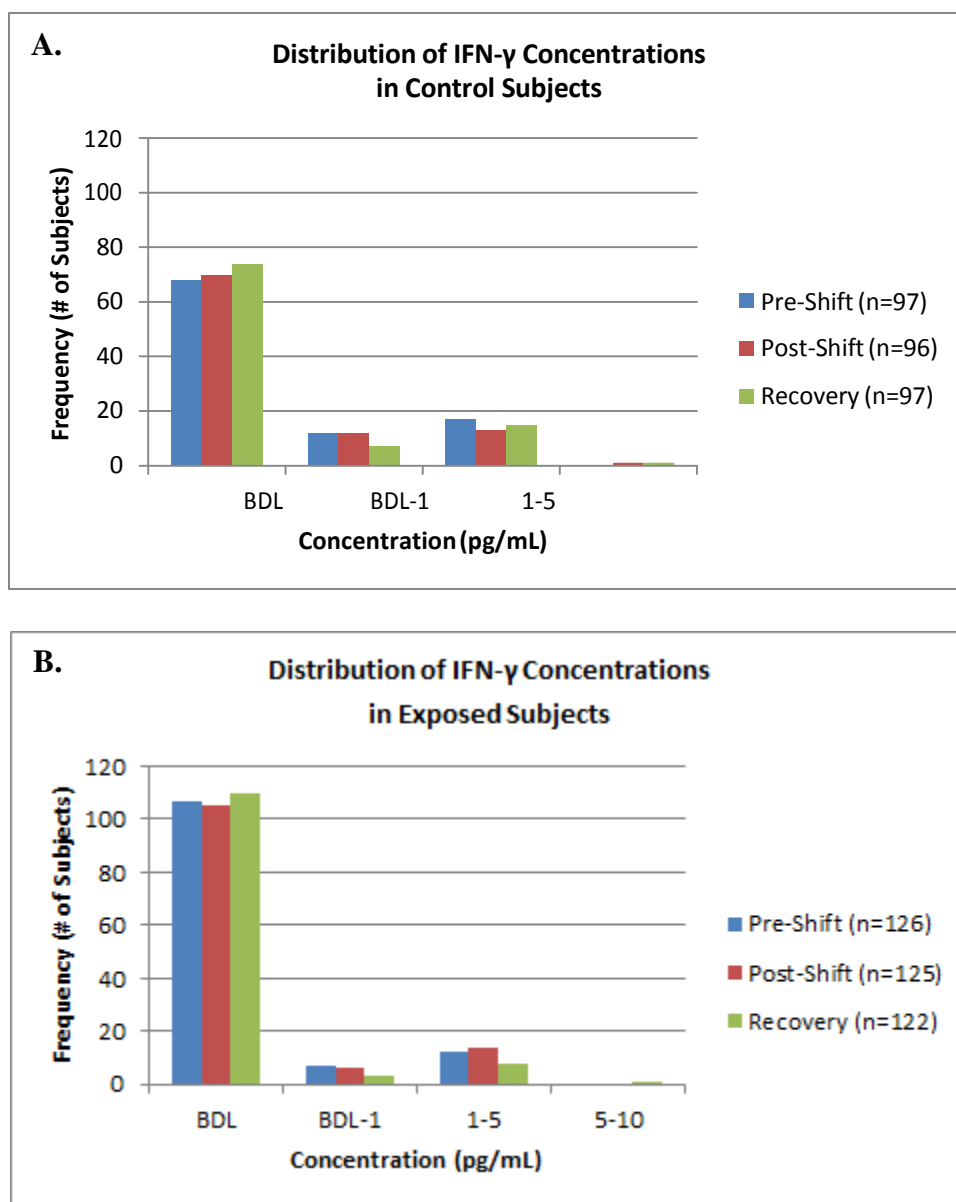 A.
Distribution of IFN-γ Concentrations
in Control Subjects
Frequency (# of Subjects)
120
100
80
60
40
20
0
BDL BDL-1 1-5
Concentration (pg/mL)
Pre-Shift (n=97)
Post-Shift (n=96)
Recovery (n=97)
B.
Distribution of IFN-γ Concentrations
in Exposed Subjects
Frequency (# of Subjects)
120
100
80
60
40
20
0
BDL BDL-1 1-5 5-10
Concentration (pg/mL)
Pre-Shift (n=126)
Post-Shift (n=125)
Recovery (n=122)